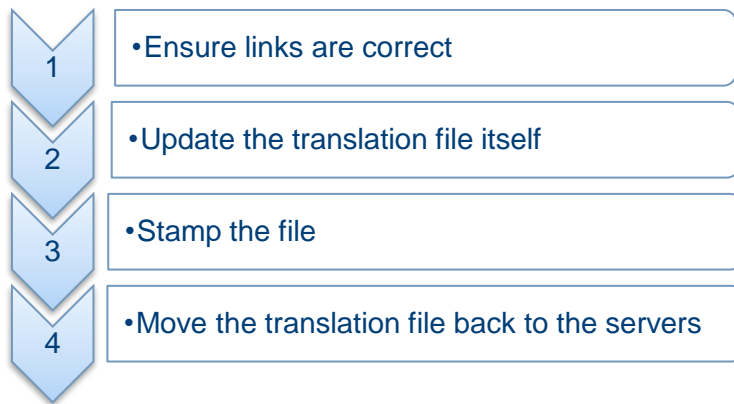 1
•Ensure links are correct
2
•Update the translation file itself
3
•Stamp the file
4
•Move the translation file back to the servers